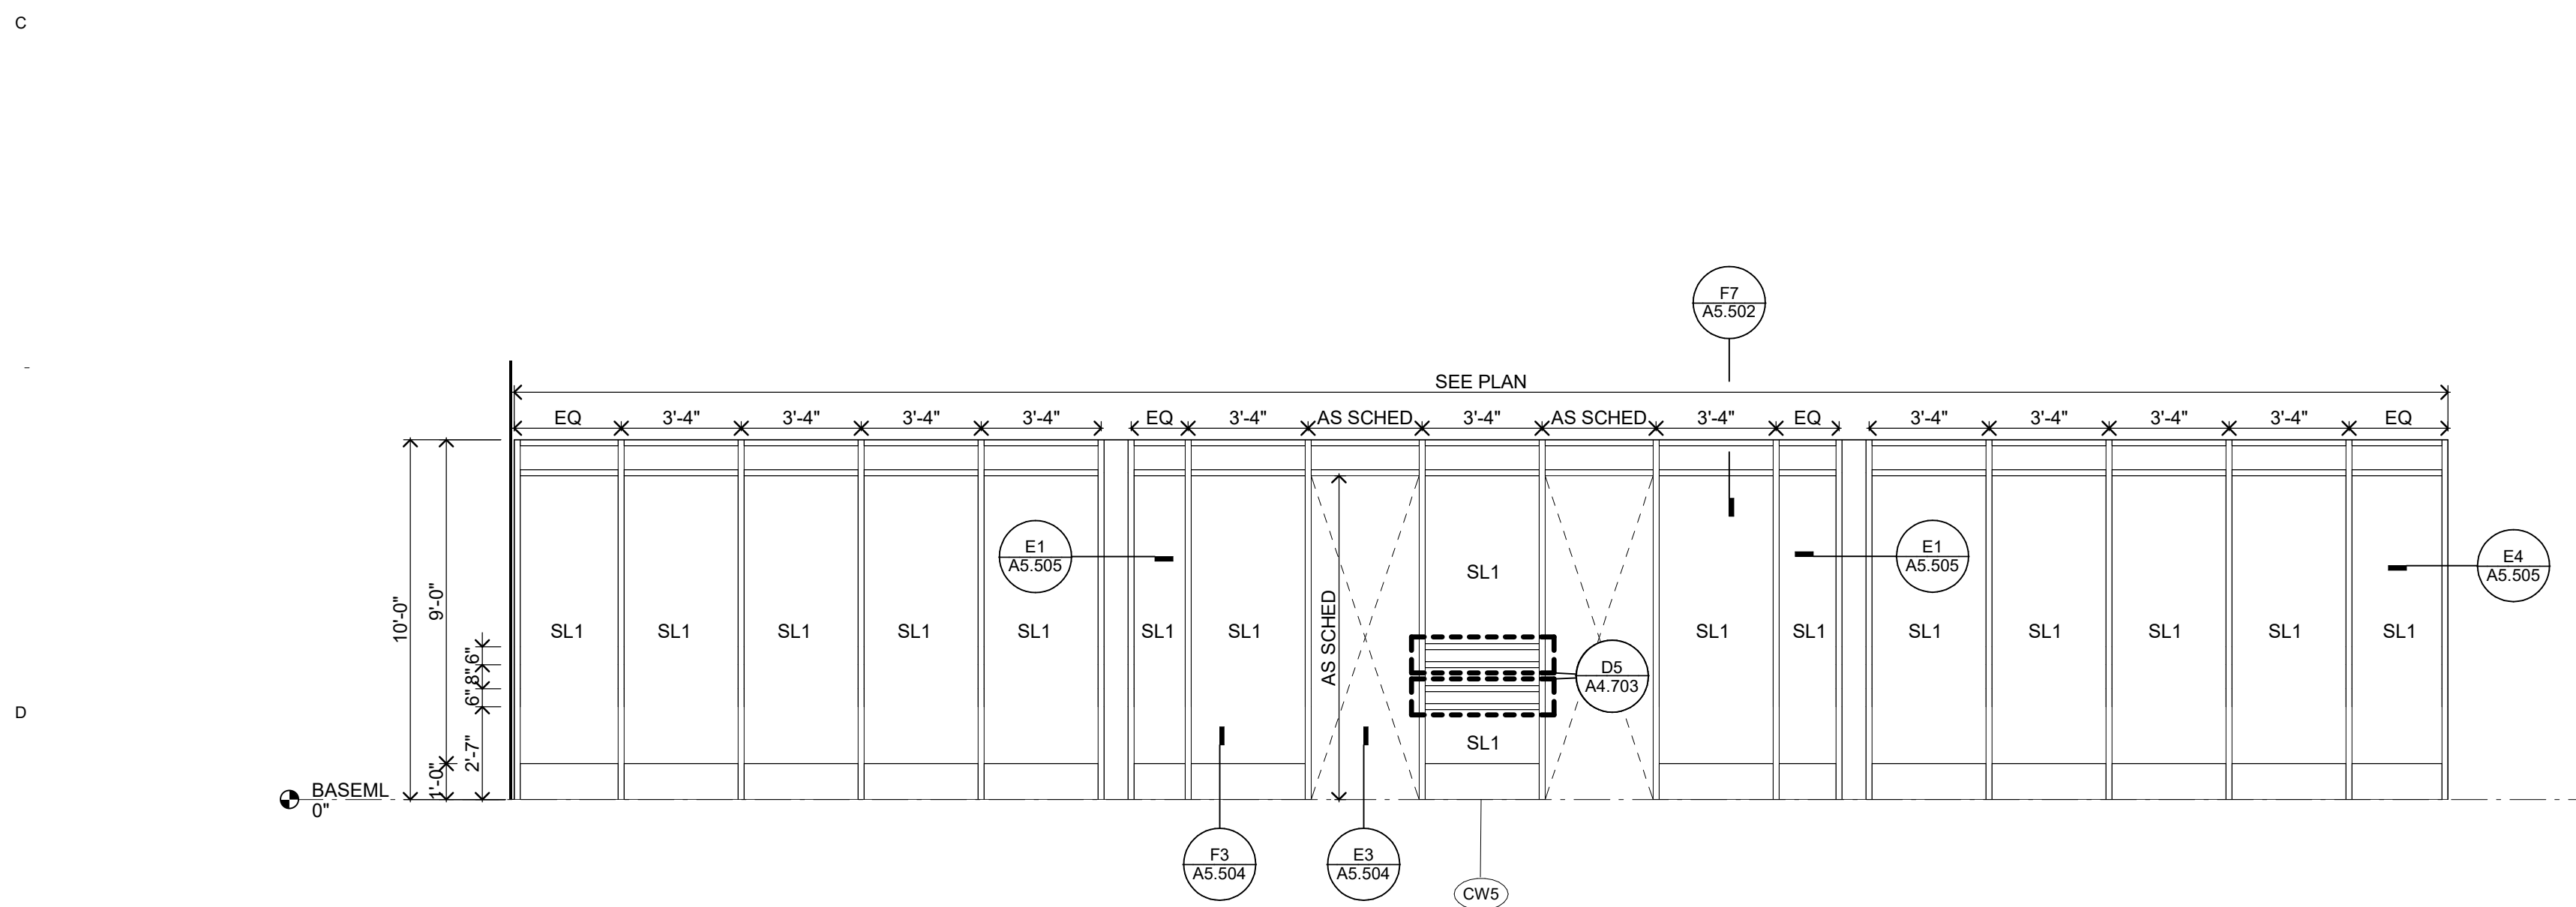 C
F7
A5.502
SEE PLAN
EQ 3'-4" 3'-4" 3'-4" 3'-4" EQ 3'-4" AS SCHED 3'-4" AS SCHED 3'-4" EQ 3'-4" 3'-4" 3'-4" 3'-4" EQ
E1
A5.505
E1
A5.505
E4
A5.505
SL1
10'-0"
9'-0"
6"
8"
6"
2'-7"
1'-0"
SL1 SL1 SL1 SL1 SL1 SL1 SL1 AS SCHED SL1 SL1 SL1 SL1 SL1 SL1 SL1
D5
A4.703
D
SL1
BASEML
0"
F3
A5.504
E3
A5.504
CW5